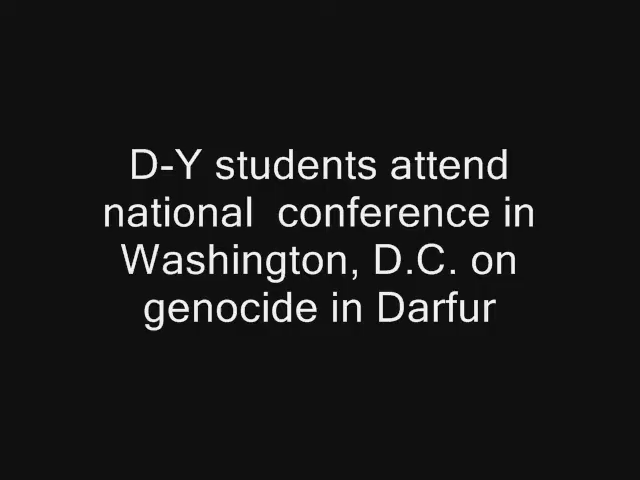 D-Y students attend
national  conference in
Washington, D.C. on
genocide in Darfur